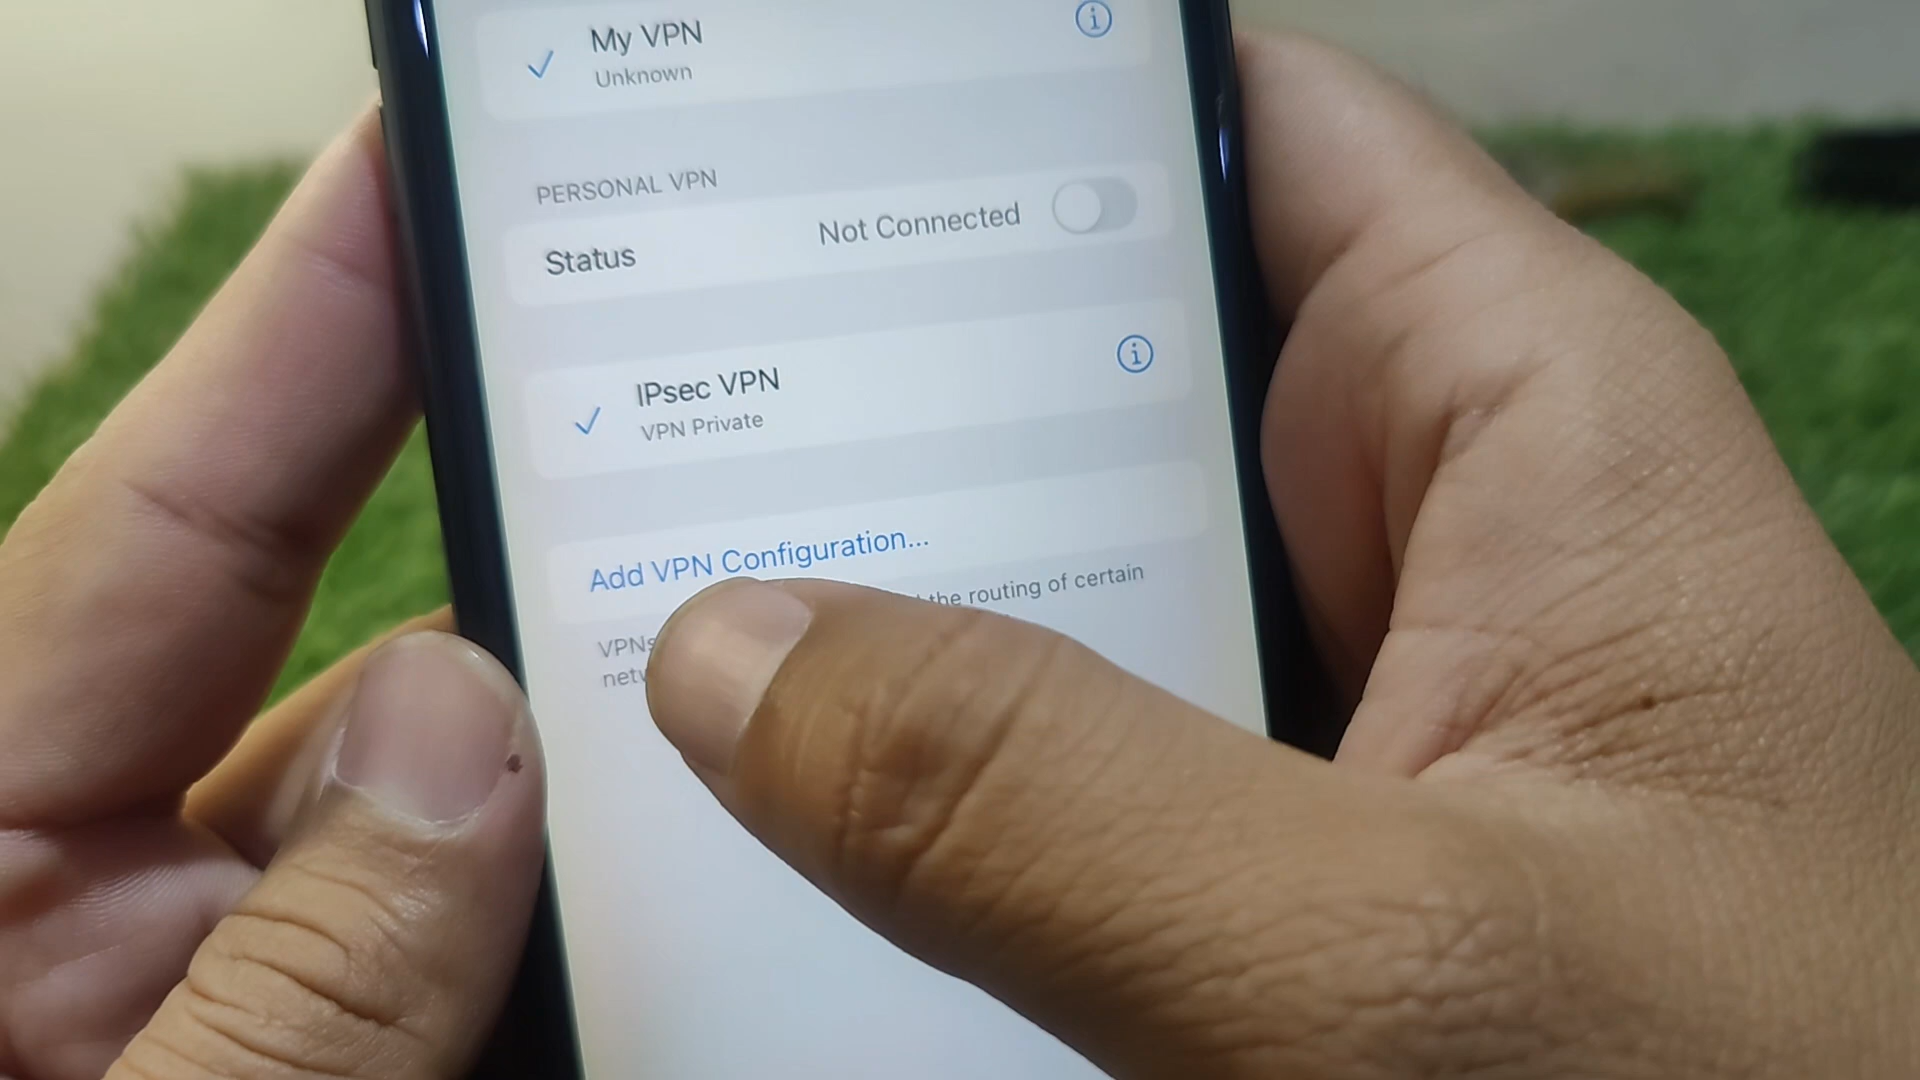 My VPN
Unknown
PERSONAL VPN
Status
Not Connected
IPsec VPN
VPN Private
Add VPN Configuration...
the routing of certain
VPNs